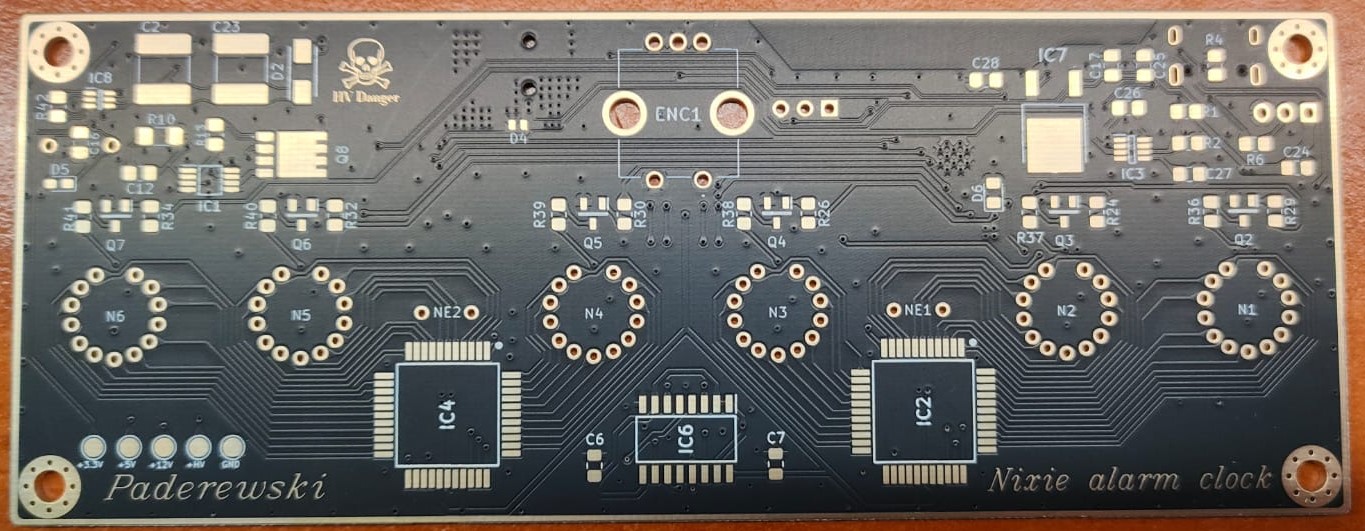 C2 C23
D2
HV Danger
IC8
R42
C16
R10
R11
Q8
D5
C12
IC1
D4
ENC1
C28
IC7
C17
C25
R4
C26
R1
R2
R6
IC3
C27
C24
D6
R41 R34
Q7
R40 R32
Q6
R39 R30
Q5
R38 R26
Q4
R37 R24
Q3
R36 R29
Q2
N6 N5 NE2 N4 N3 NE1 N2 N1
IC4
IC2
IC6
C6 C7
+3.3V +5V +12V +HV GND
Paderewski
Nixie alarm clock